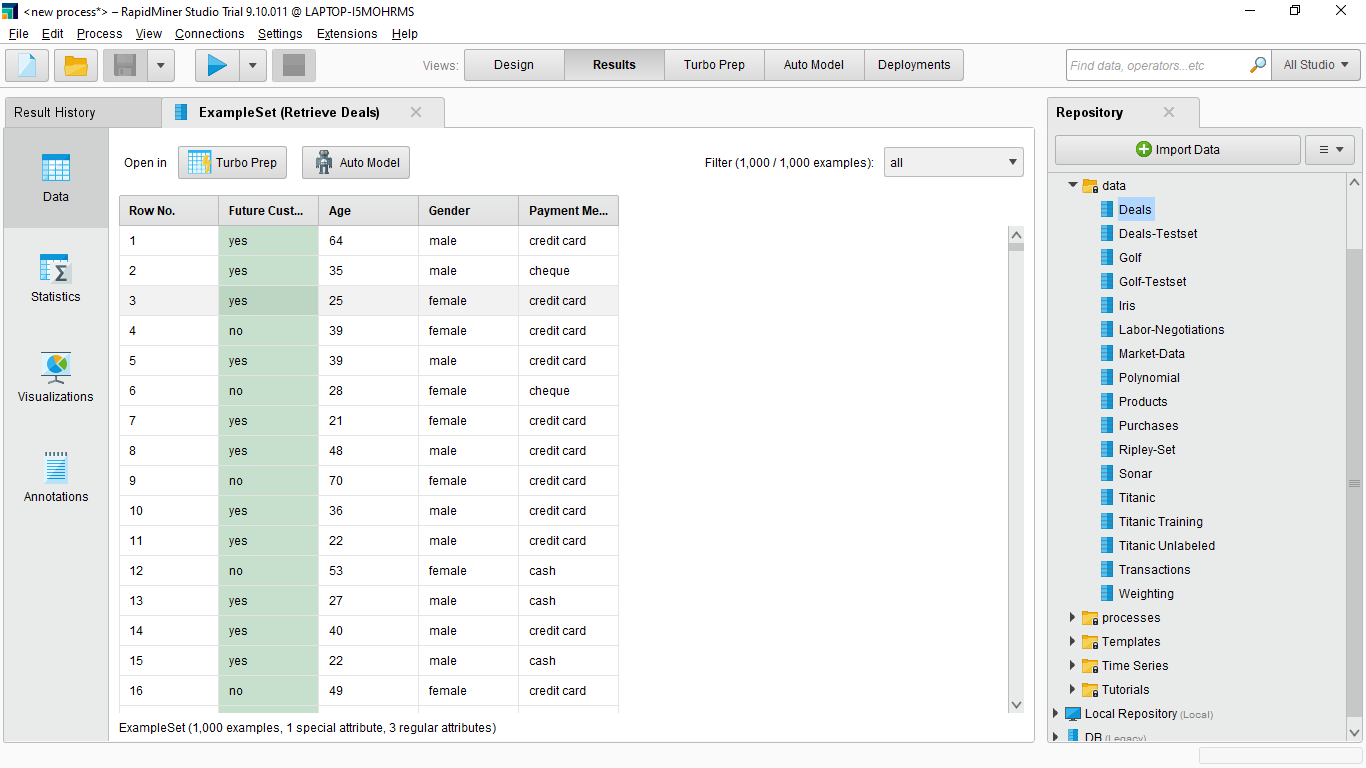 <new process*> – RapidMiner Studio Trial 9.10.011 @ LAPTOP-I5MOHRMS
File Edit Process View Connections Settings Extensions Help
Views: Design Results Turbo Prep Auto Model Deployments Find data, operators...etc All Studio
Result History ExampleSet (Retrieve Deals)
Data
Statistics
Visualizations
Annotations
Open in Turbo Prep Auto Model Filter (1,000 / 1,000 examples): all
Row No. Future Cust... Age Gender Payment Me...
1 yes 64 male credit card
2 yes 35 male cheque
3 yes 25 female credit card
4 no 39 female credit card
5 yes 39 male credit card
6 no 28 female cheque
7 yes 21 female credit card
8 yes 48 male credit card
9 no 70 female credit card
10 yes 36 male credit card
11 yes 22 male credit card
12 no 53 female cash
13 yes 27 male cash
14 yes 40 male credit card
15 yes 22 male cash
16 no 49 female credit card
ExampleSet (1,000 examples, 1 special attribute, 3 regular attributes)
Repository
Import Data
data
Deals
Deals-Testset
Golf
Golf-Testset
Iris
Labor-Negotiations
Market-Data
Polynomial
Products
Purchases
Ripley-Set
Sonar
Titanic
Titanic Training
Titanic Unlabeled
Transactions
Weighting
processes
Templates
Time Series
Tutorials
Local Repository (Local)
DB (Legacy)